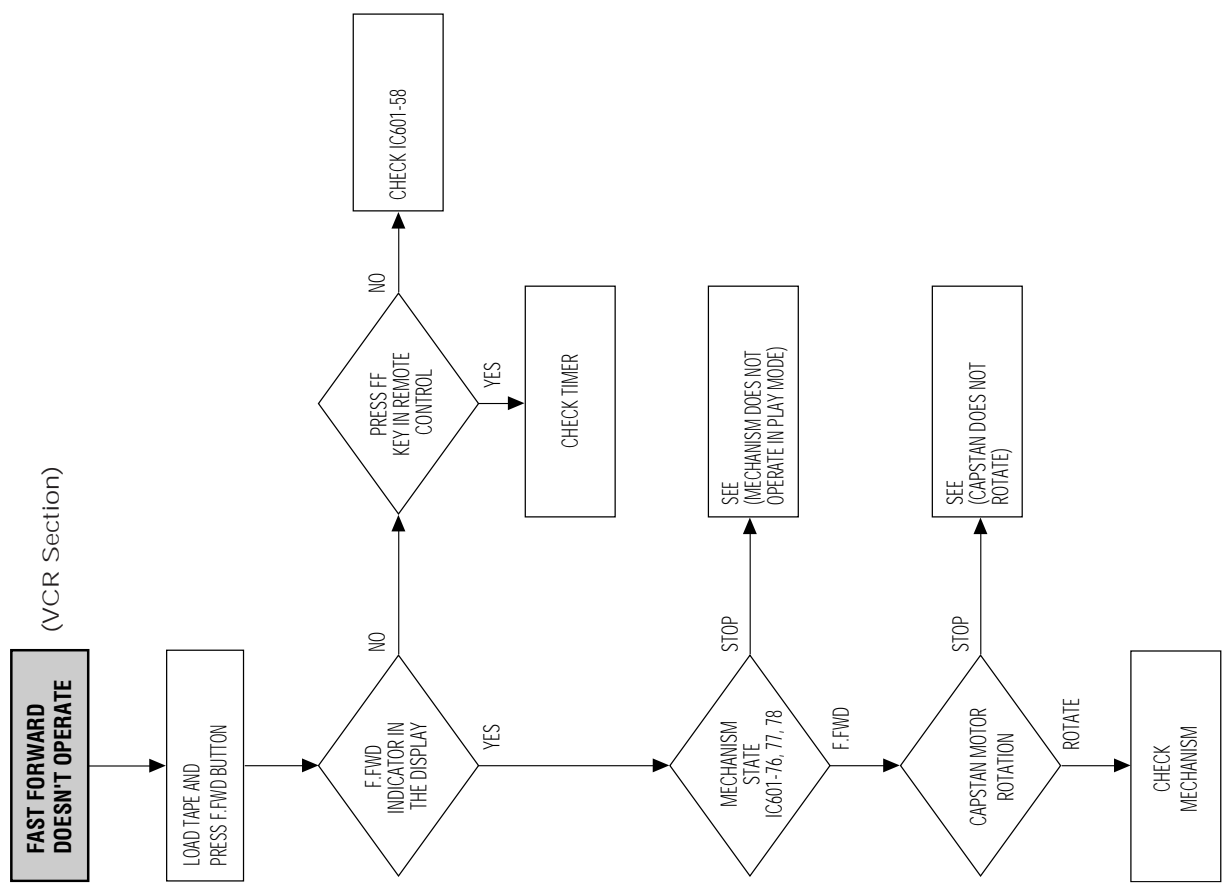 FAST FORWARD
DOESN'T OPERATE
(VCR Section)
LOAD TAPE AND
PRESS F.FWD BUTTON
F.FWD
INDICATOR IN
THE DISPLAY
NO
PRESS FF
KEY IN REMOTE
CONTROL
NO
CHECK IC601-58
YES
CHECK TIMER
YES
MECHANISM
STATE
IC601-76, 77, 78
STOP
SEE
(MECHANISM DOES NOT
OPERATE IN PLAY MODE)
F.FWD
CAPSTAN MOTOR
ROTATION
STOP
SEE
(CAPSTAN DOES NOT
ROTATE)
ROTATE
CHECK
MECHANISM